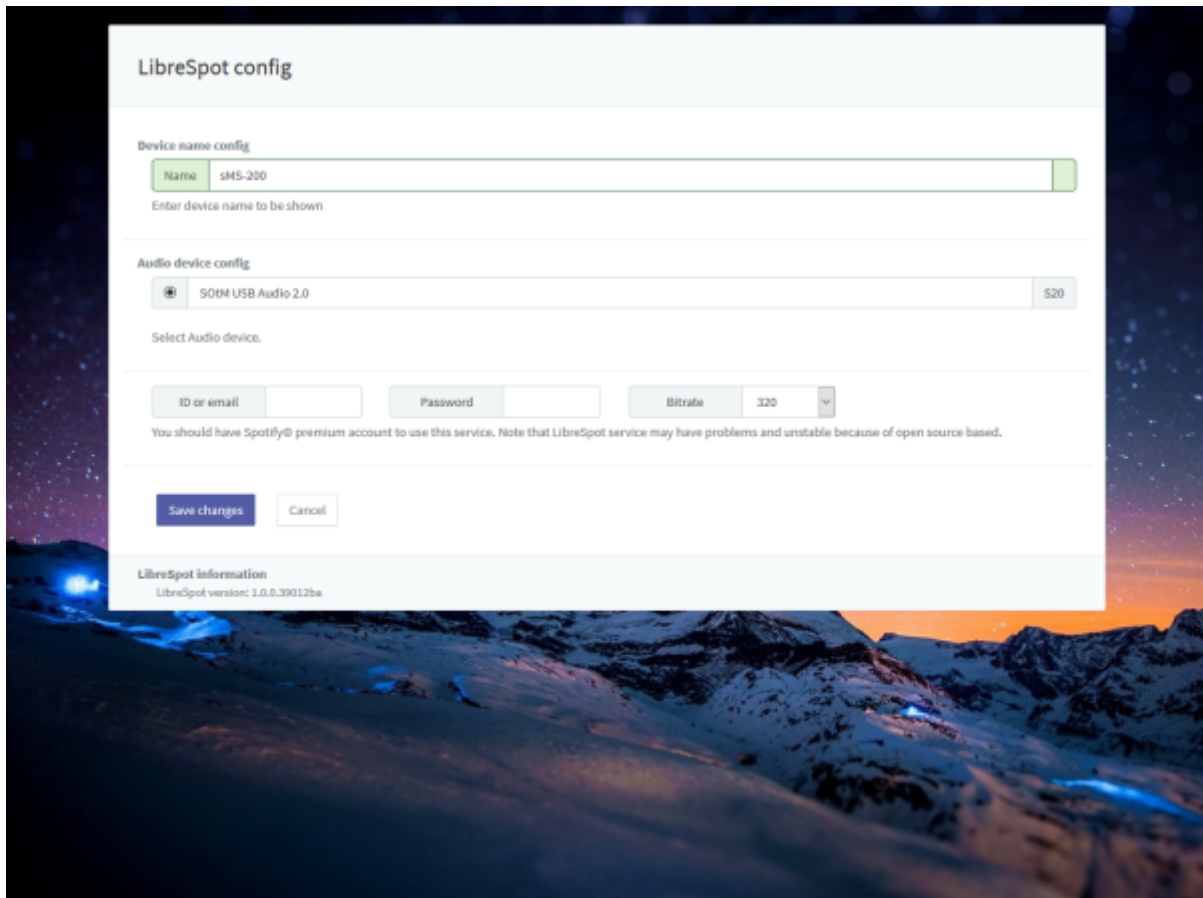 LibreSpot config
Device name config
Name sMS-200
Enter device name to be shown
Audio device config
SOtM USB Audio 2.0 S20
Select Audio device.
ID or email Password Bitrate 320
You should have Spotify® premium account to use this service. Note that LibreSpot service may have problems and unstable because of open source based.
Save changes Cancel
LibreSpot information
LibreSpot version: 1.0.0.39012ba